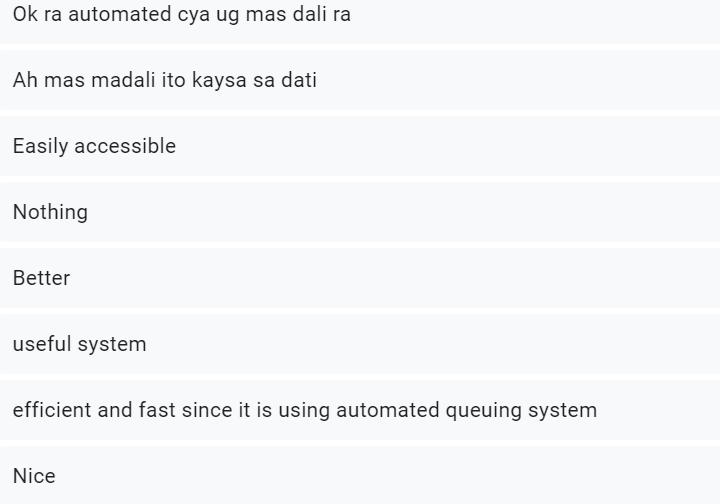 Ok ra automated cya ug mas dali ra
Ah mas madali ito kaysa sa dati
Easily accessible
Nothing
Better
useful system
efficient and fast since it is using automated queuing system
Nice